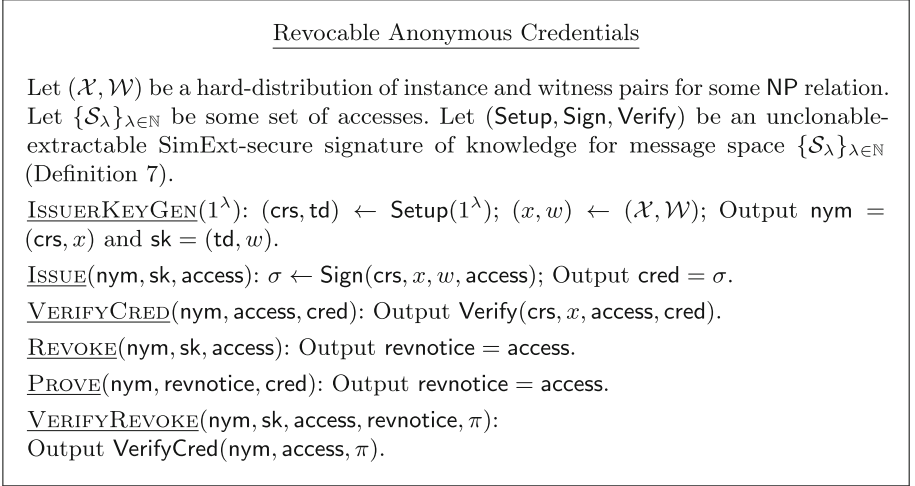 Revocable Anonymous Credentials
Let (𝒳, 𝒲) be a hard-distribution of instance and witness pairs for some NP relation.
Let {𝒮_λ}_{λ∈ℕ} be some set of accesses. Let (Setup, Sign, Verify) be an unclonable-
extractable SimExt-secure signature of knowledge for message space {𝒮_λ}_{λ∈ℕ}
(Definition 7).
IssuerKeyGen(1^λ): (crs, td) ← Setup(1^λ); (x, w) ← (𝒳, 𝒲); Output nym =
(crs, x) and sk = (td, w).
Issue(nym, sk, access): σ ← Sign(crs, x, w, access); Output cred = σ.
VerifyCred(nym, access, cred): Output Verify(crs, x, access, cred).
Revoke(nym, sk, access): Output revnotice = access.
Prove(nym, revnotice, cred): Output revnotice = access.
VerifyRevoke(nym, sk, access, revnotice, π):
Output VerifyCred(nym, access, π).